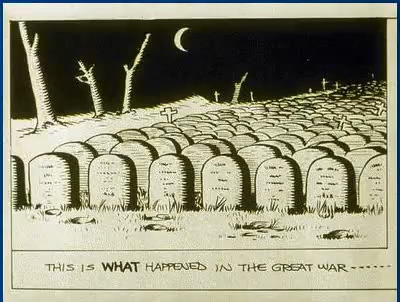 THIS IS WHAT HAPPENED IN THE GREAT WAR------